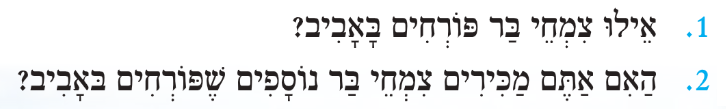 1. אֵילוּ צִמְחֵי בַּר פּוֹרְחִים בָּאָבִיב?
2. הַאִם אַתֶּם מַכִּירִים צִמְחֵי בַּר נוֹסָפִים שֶׁפּוֹרְחִים בּאָבִיב?